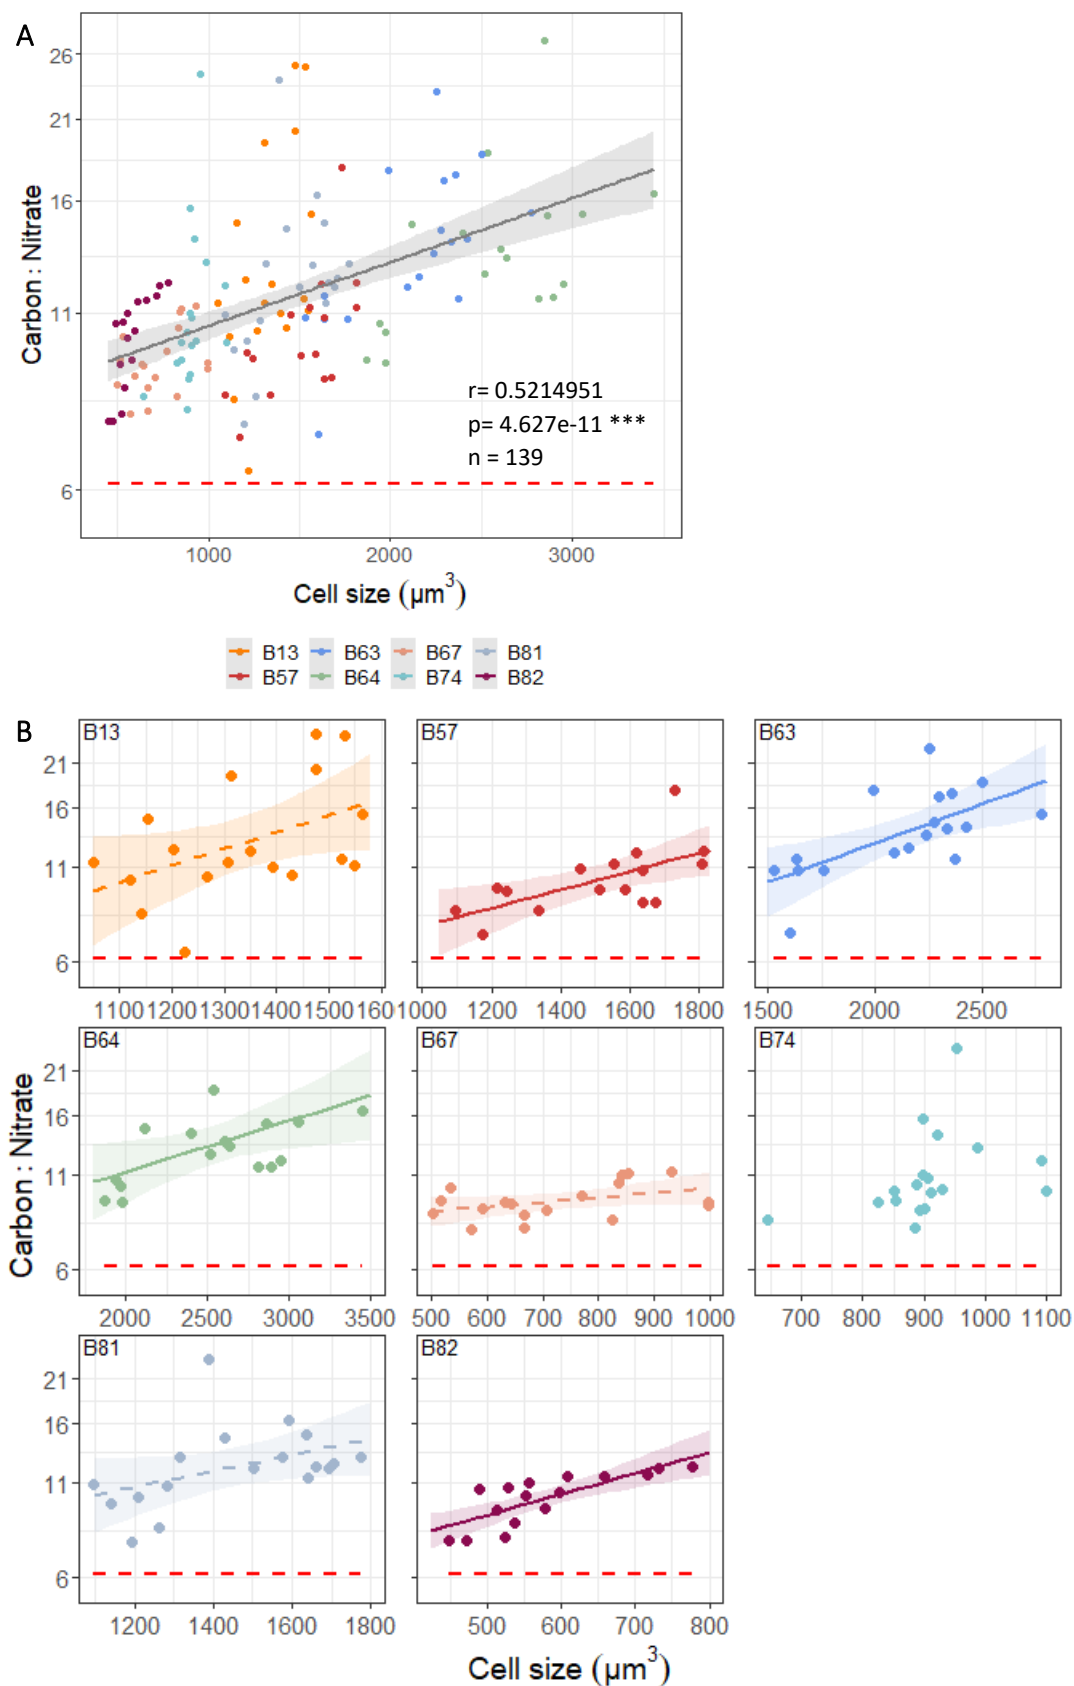 A
26
21
16
11
6
Carbon : Nitrate
r= 0.5214951
p= 4.627e-11 ***
n = 139
1000 2000 3000
Cell size (µm³)
B13 B63 B67 B81
B57 B64 B74 B82
B
B13 B57 B63
21
16
11
6
1100 1200 1300 1400 1500 160 1000 1200 1400 1600 1800 1500 2000 2500
B64 B67 B74
21
16
11
6
Carbon : Nitrate
2000 2500 3000 3500 500 600 700 800 900 1000 700 800 900 1000 1100
B81 B82
21
16
11
6
1200 1400 1600 1800 500 600 700 800
Cell size (µm³)